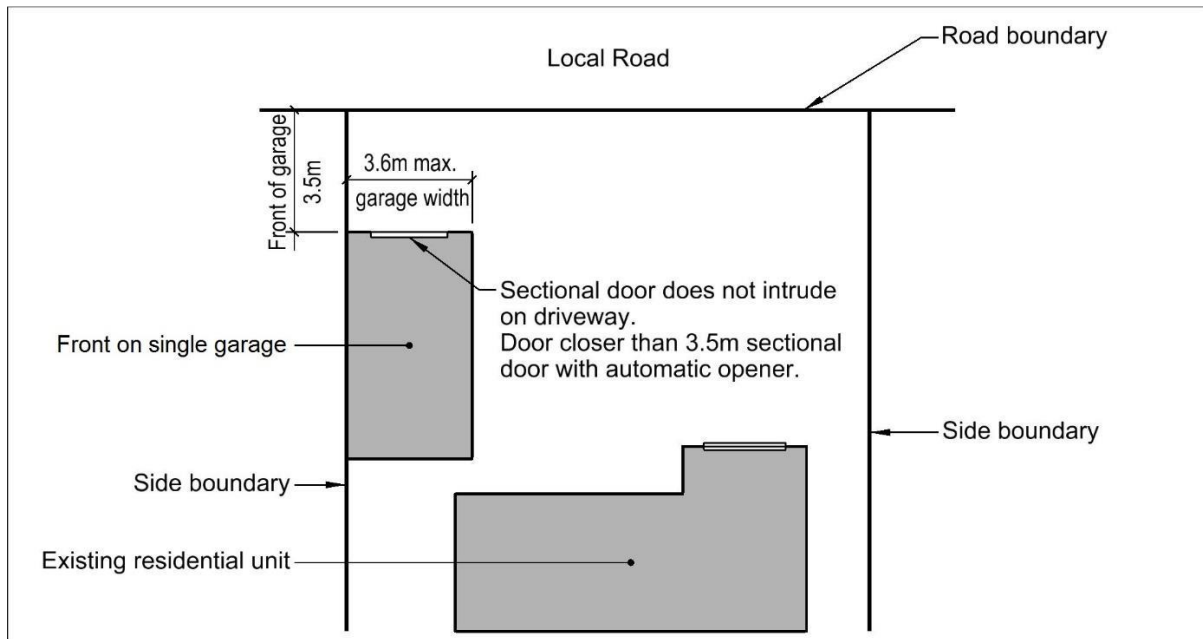 Local Road
Road boundary
Front of garage
3.5m
3.6m max.
garage width
Sectional door does not intrude
on driveway.
Door closer than 3.5m sectional
door with automatic opener.
Front on single garage
Side boundary
Side boundary
Existing residential unit